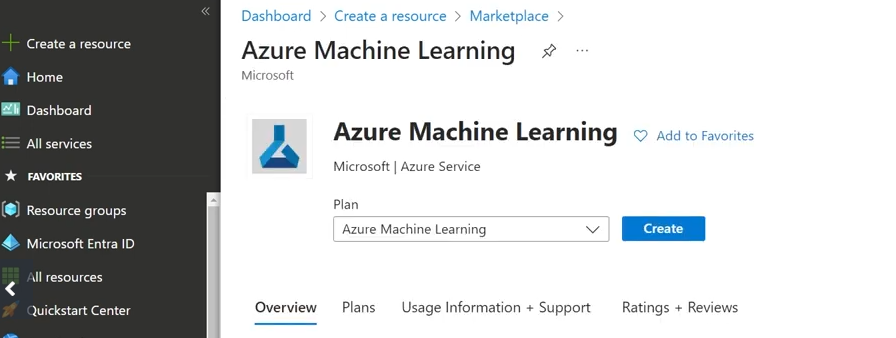 Dashboard > Create a resource > Marketplace >
Azure Machine Learning ...
Microsoft
Create a resource
Home
Dashboard
All services
FAVORITES
Resource groups
Microsoft Entra ID
All resources
Quickstart Center
Azure Machine Learning
Add to Favorites
Microsoft | Azure Service
Plan
Azure Machine Learning
Create
Overview Plans Usage Information + Support Ratings + Reviews